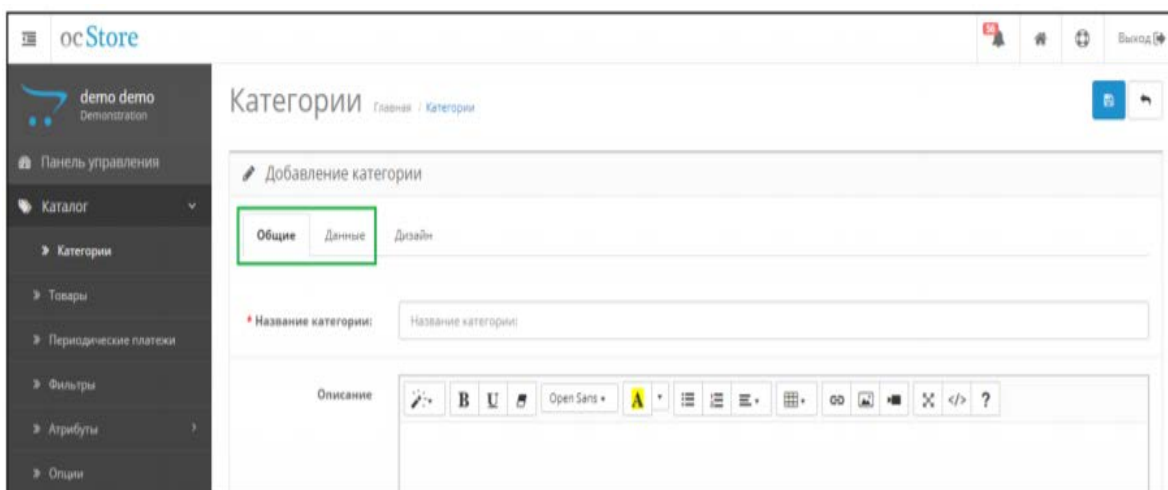 ocStore
56
Выход
demo demo
Demonstration
Категории Главная / Категории
Панель управления
Добавление категории
Каталог
Общие Данные Дизайн
Категории
Товары
* Название категории: Название категории:
Периодические платежи
Фильтры
Описание
B U Open Sans A </> ?
Атрибуты
Опции